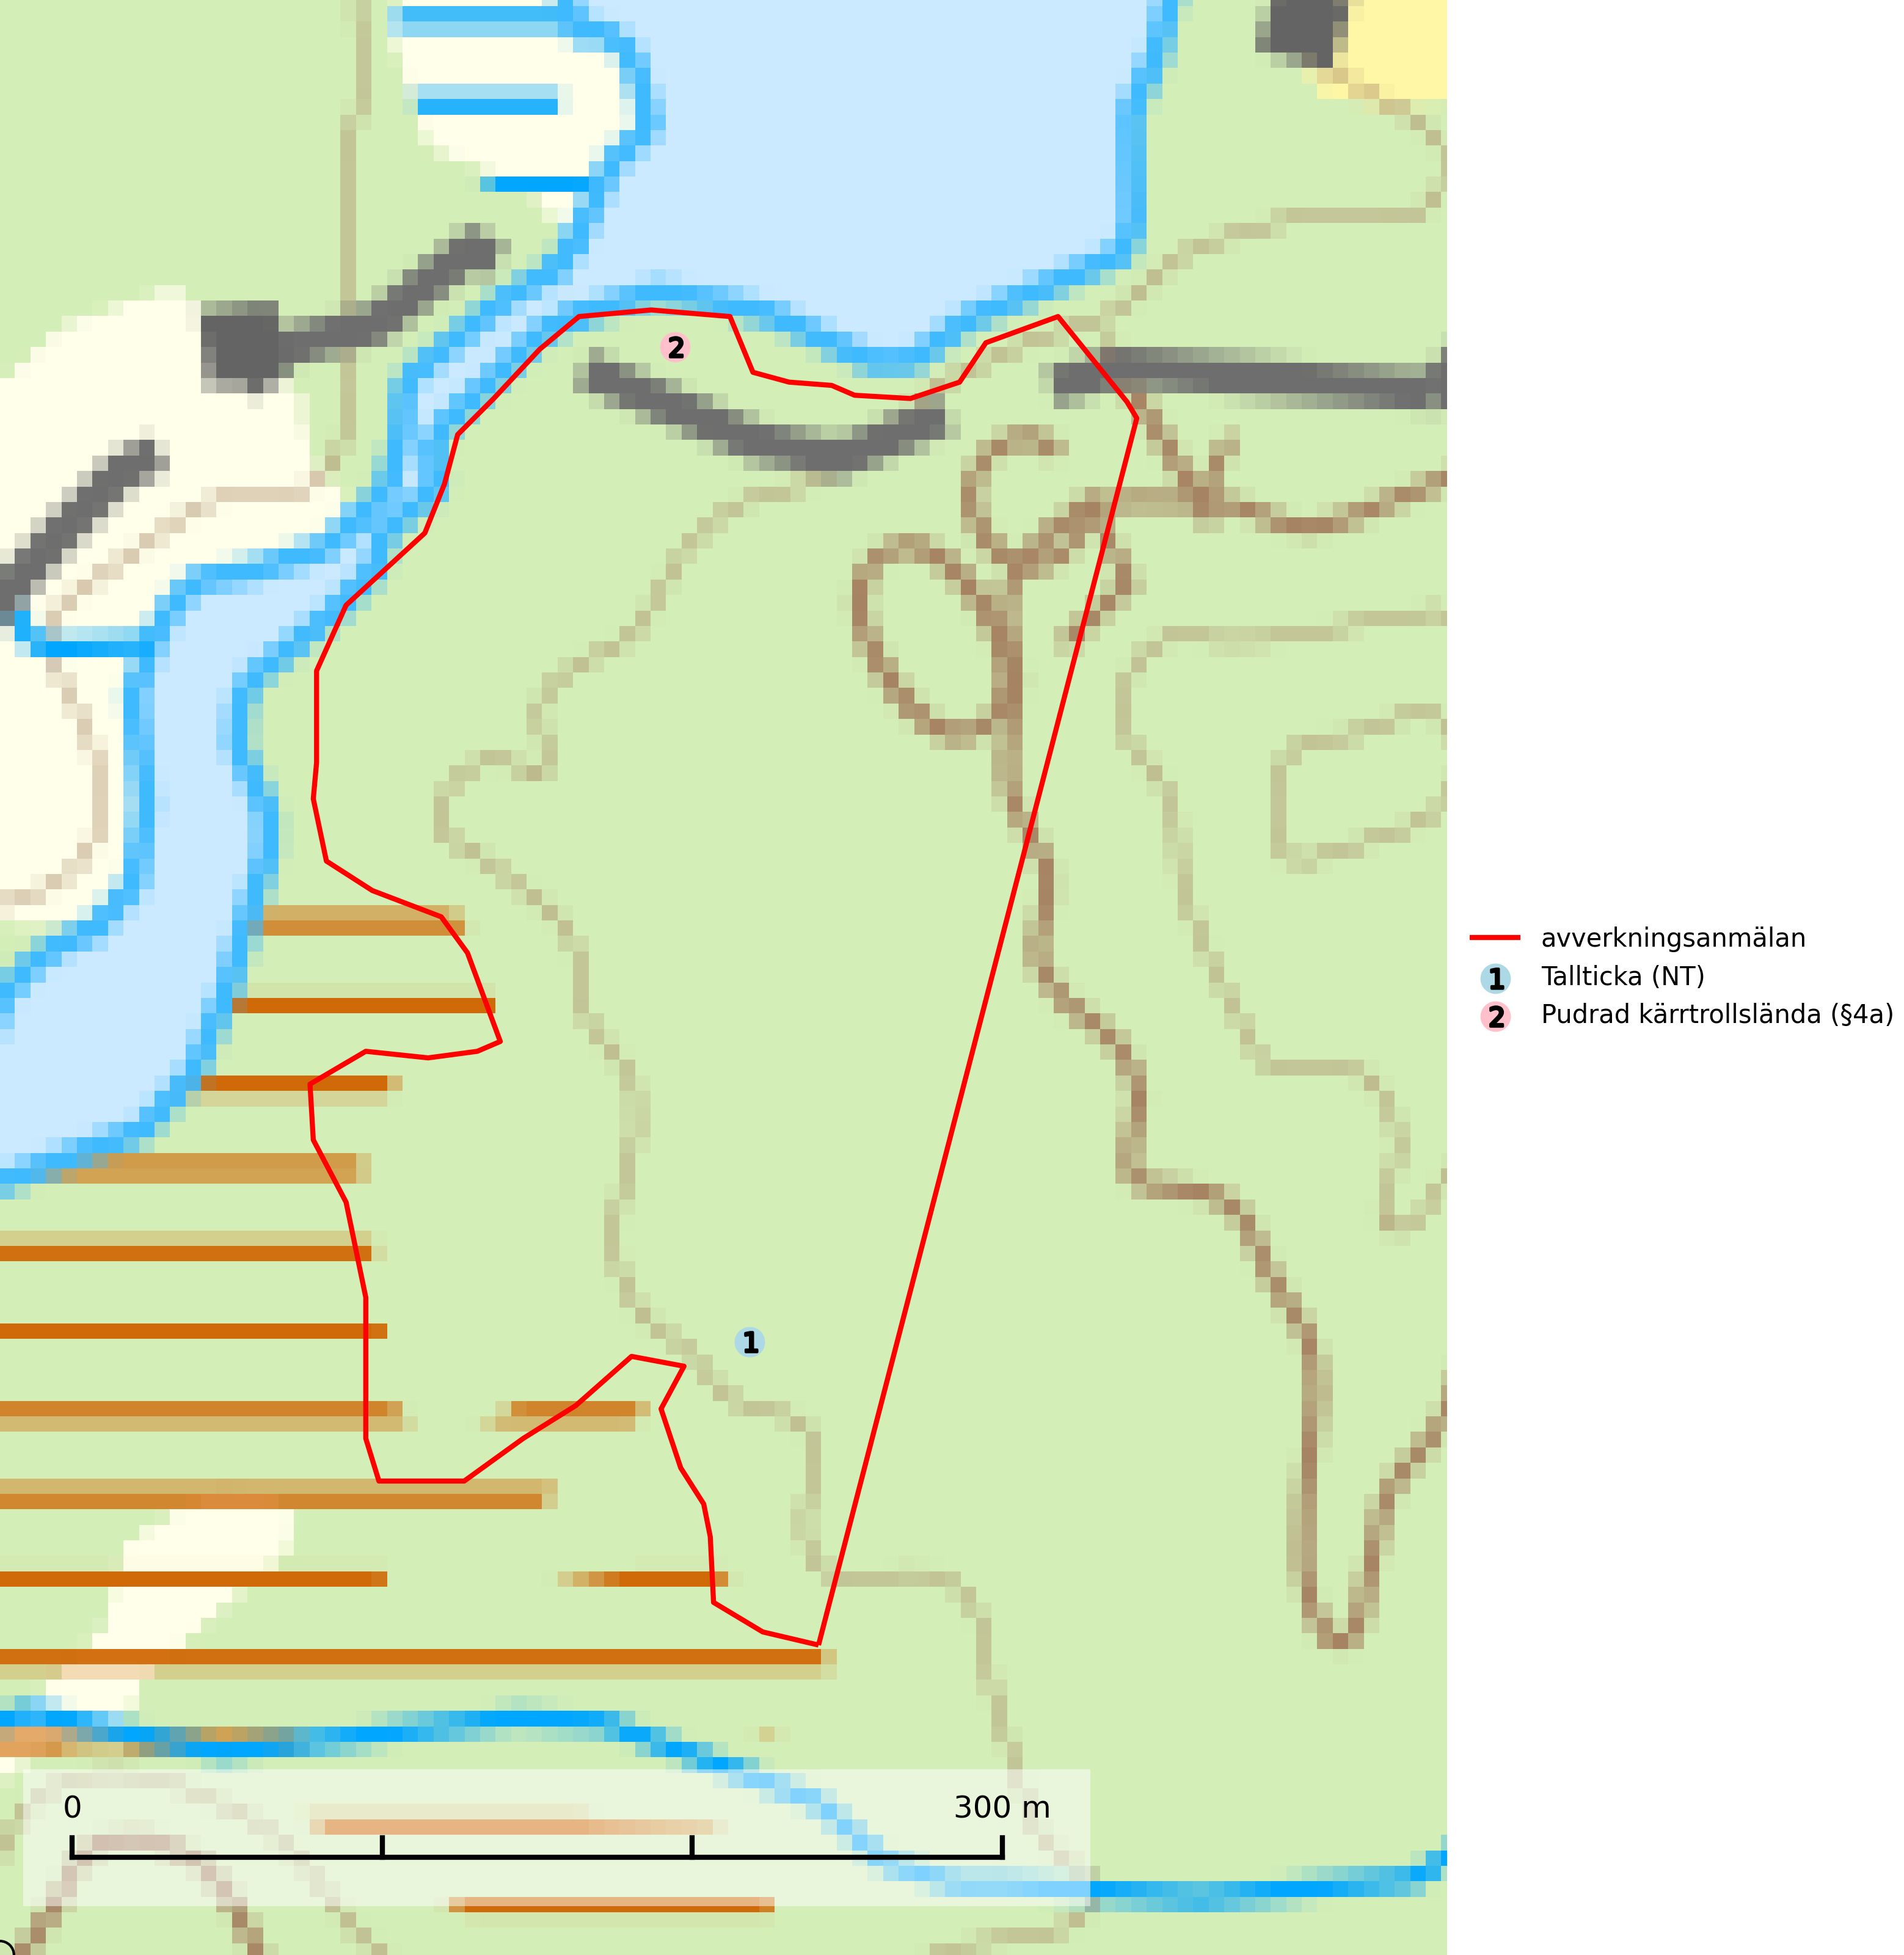 2
avverkningsanmälan
1 Tallticka (NT)
2 Pudrad kärrtrollslända (§4a)
1
0 300 m